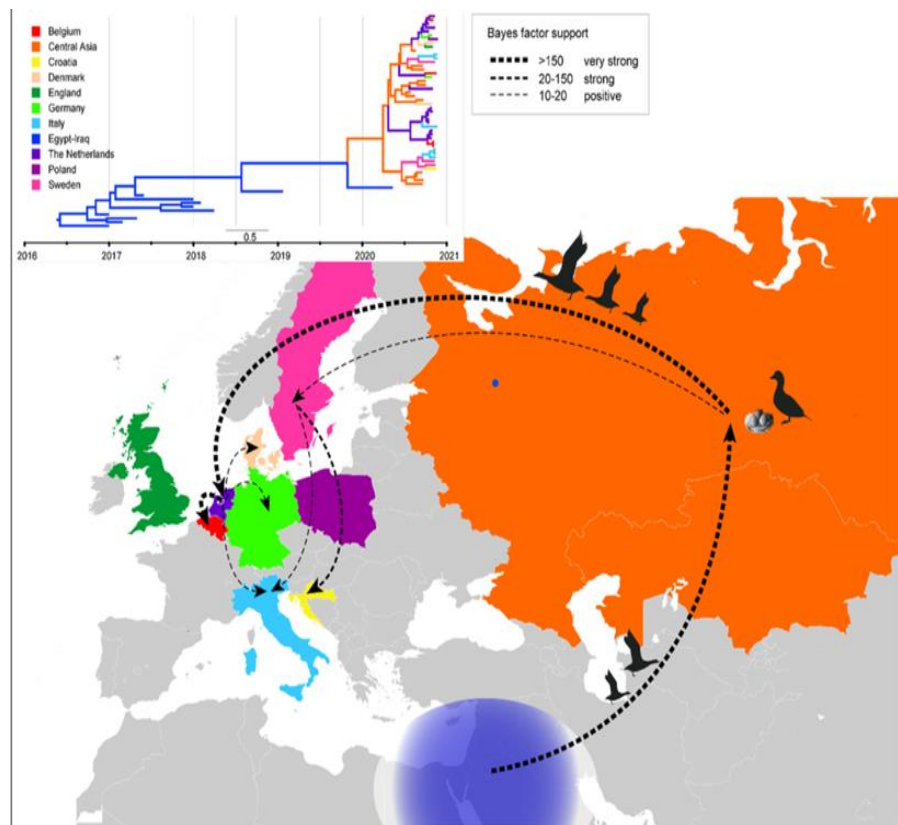 Belgium
Central Asia
Croatia
Denmark
England
Germany
Italy
Egypt-Iraq
The Netherlands
Poland
Sweden
0.5
2016 2017 2018 2019 2020 2021
Bayes factor support
>150 very strong
20-150 strong
10-20 positive